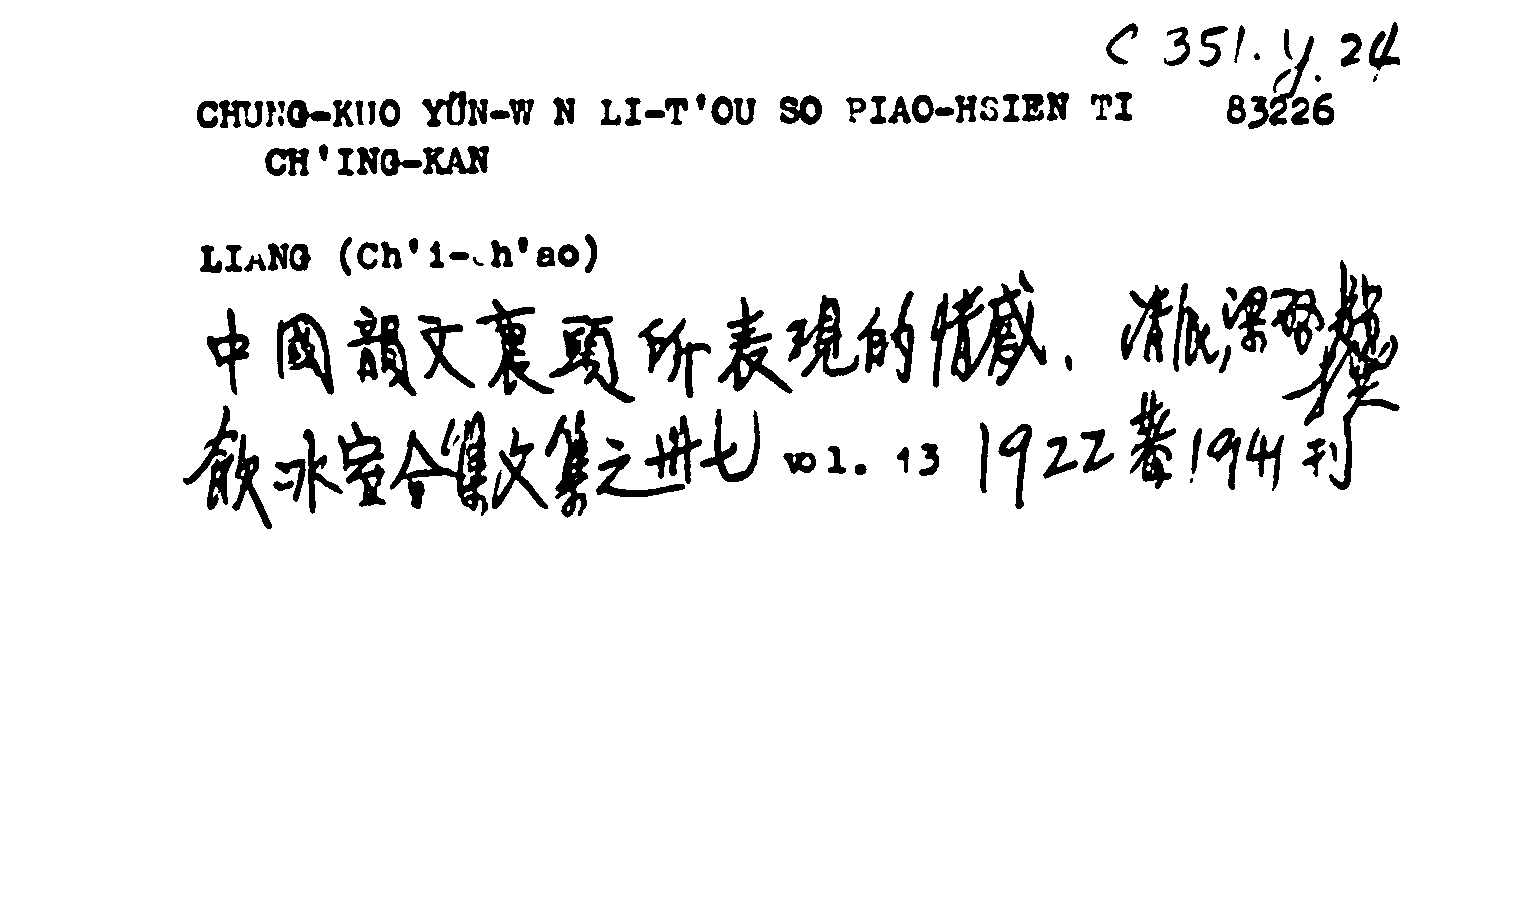 C 351. y. 24
CHUNG-KUO YÜN-W N LI-T'OU SO PIAO-HSIEN TI 83226
CH'ING-KAN
LIANG (Ch'i-ch'ao)
中國韻文裏頭所表現的情感. 清.梁啓超撰
飲冰室合集文集之卅七 vol. 13 1922著1941刊